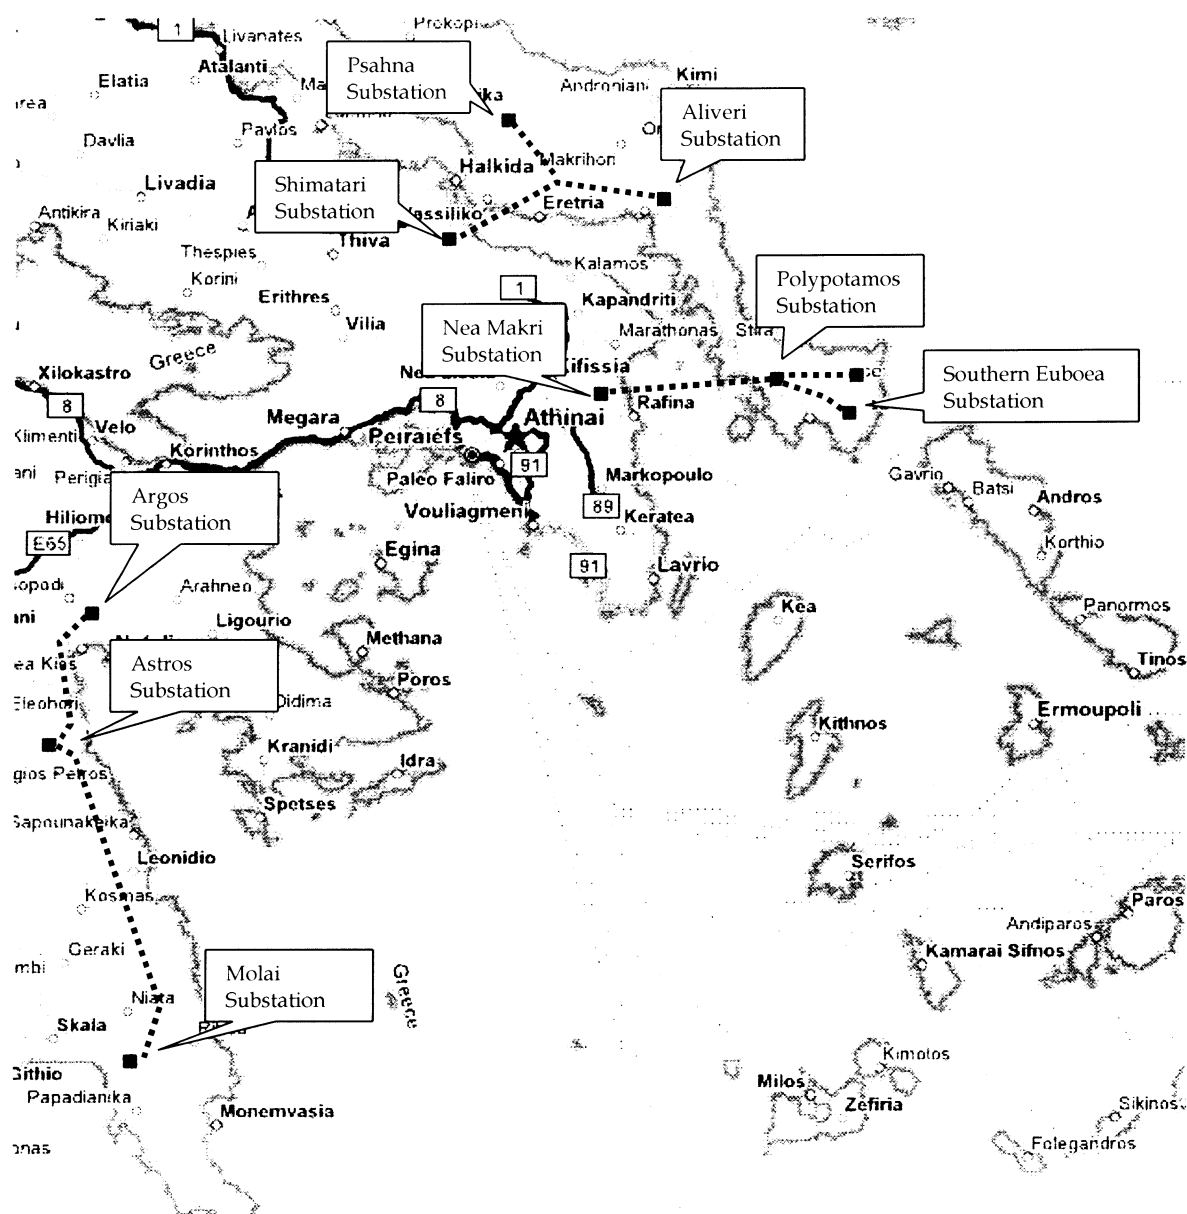 Prokopi
1
Livanates
Atalanti
Kimi
Psahna
Substation
Androniani
Elatia
Aliveri
Substation
Pavlos
Davlia
Makrihon
Halkida
Shimatari
Substation
Livadia
Eretria
Vassiliko
Antikira
Kiriaki
Thiva
Thespies
Kalamos
Polypotamos
Substation
Korini
1
Erithres
Kapandriti
Vilia
Nea Makri
Substation
Marathonas
Stira
Greece
Kifissia
Southern Euboea
Substation
Xilokastro
8
8
Rafina
Megara
Athinai
Velo
Klimenti
Peiraiefs
Korinthos
91
Paleo Faliro
Markopoulo
Gavrio
Batsi
Perigia
Argos
Substation
Andros
89
Vouliagmeni
Keratea
E65
Korthio
Egina
91
Lavrio
Arahneo
Kea
Panormos
Ligourio
Methana
Astros
Substation
Tinos
Poros
Didima
Ermoupoli
Kithnos
Kranidi
Idra
gios Petros
Spetses
Sapounakeika
Leonidio
Serifos
Kosmas
Paros
Andiparos
Geraki
Kamarai Sifnos
Molai
Substation
Greece
Niata
Skala
Kimolos
Githio
Milos
Papadianika
Zefiria
Sikinos
Monemvasia
Folegandros